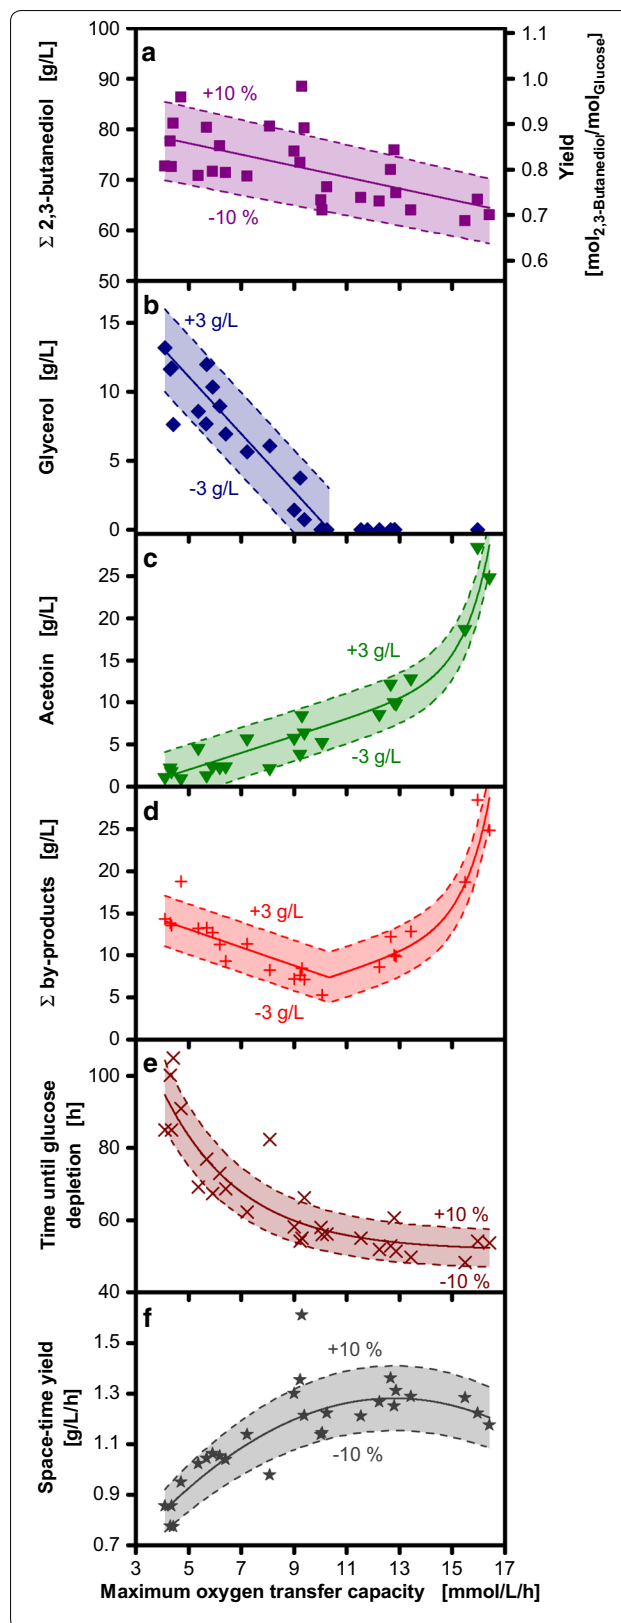 a
Σ 2,3-butanediol [g/L]
100
90
80
70
60
50
+10 %
-10 %
1.1
1.0
0.9
0.8
0.7
0.6
Yield
[mol2,3-Butanediol/molGlucose]
b
Glycerol [g/L]
15
10
5
0
+3 g/L
-3 g/L
c
Acetoin [g/L]
25
20
15
10
5
0
+3 g/L
-3 g/L
d
Σ by-products [g/L]
25
20
15
10
5
0
+3 g/L
-3 g/L
e
Time until glucose
depletion [h]
100
80
60
40
+10 %
-10 %
f
Space-time yield
[g/L/h]
1.5
1.3
1.1
0.9
0.7
+10 %
-10 %
3 5 7 9 11 13 15 17
Maximum oxygen transfer capacity [mmol/L/h]